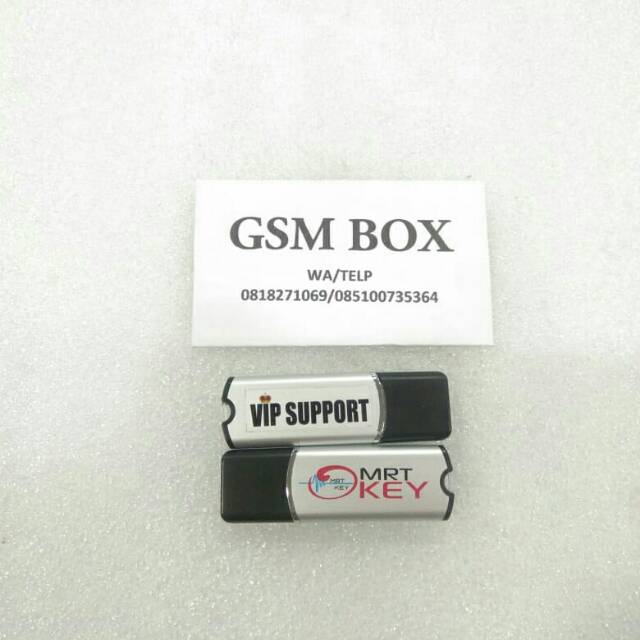 GSM BOX
WA/TELP
0818271069/085100735364
VIP SUPPORT
MRT
KEY
MRT
KEY